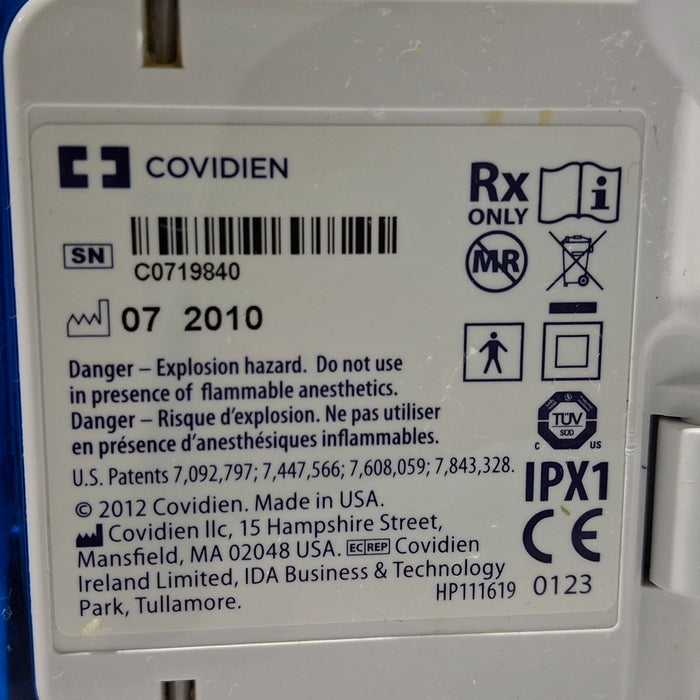 COVIDIEN
Rx
ONLY
i
SN
C0719840
MR
07 2010
Danger – Explosion hazard. Do not use
in presence of flammable anesthetics.
Danger – Risque d'explosion. Ne pas utiliser
en présence d'anesthésiques inflammables.
TÜV
SÜD
C US
U.S. Patents 7,092,797; 7,447,566; 7,608,059; 7,843,328.
IPX1
© 2012 Covidien. Made in USA.
Covidien llc, 15 Hampshire Street,
Mansfield, MA 02048 USA. EC REP Covidien
Ireland Limited, IDA Business & Technology
Park, Tullamore.
HP111619
CE
0123